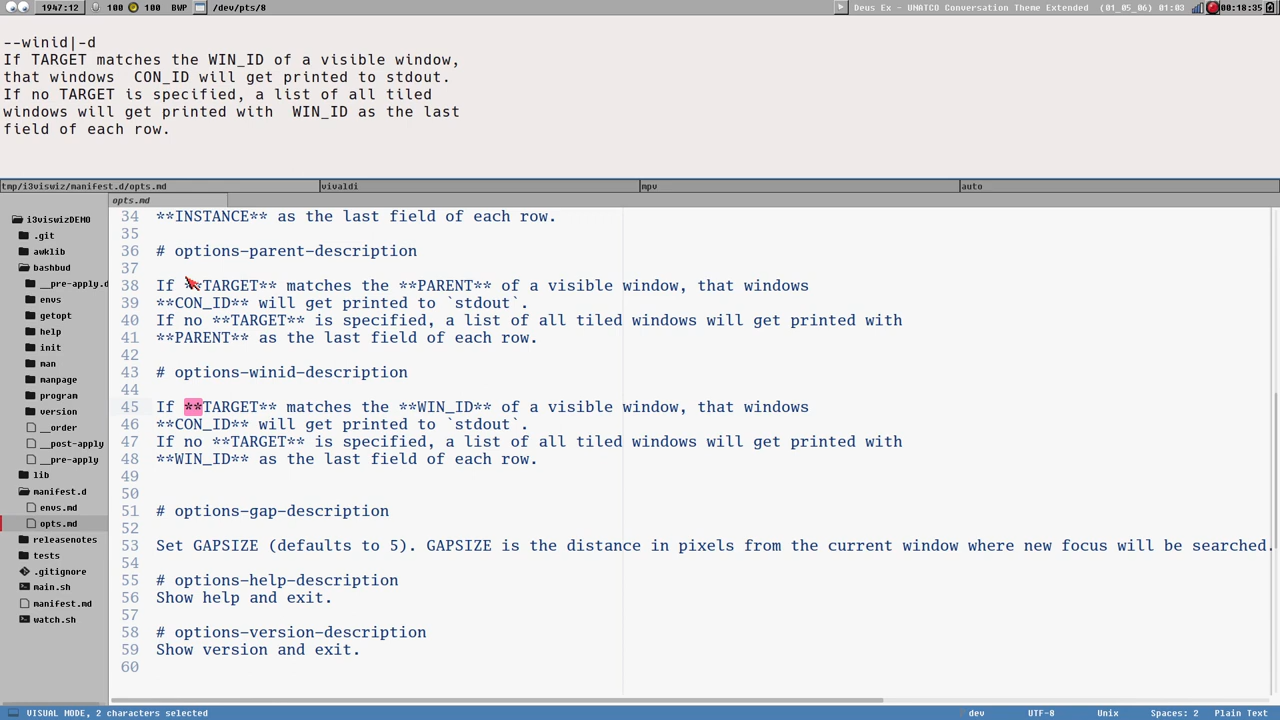 1947:12 100 100 BWP /dev/pts/8 Deus Ex - UNATCO Conversation Theme Extended (01_05_06) 01:03 00:18:35
--winid|-d
If TARGET matches the WIN_ID of a visible window,
that windows  CON_ID will get printed to stdout.
If no TARGET is specified, a list of all tiled
windows will get printed with  WIN_ID as the last
field of each row.
tmp/i3viswiz/manifest.d/opts.md vivaldi mpv auto
opts.md
i3viswizDEMO
.git
awklib
bashbud
__pre-apply.d
envs
getopt
help
init
man
manpage
program
version
__order
__post-apply
__pre-apply
lib
manifest.d
envs.md
opts.md
releasenotes
tests
.gitignore
main.sh
manifest.md
watch.sh
34 **INSTANCE** as the last field of each row.
35
36 # options-parent-description
37
38 If **TARGET** matches the **PARENT** of a visible window, that windows
39 **CON_ID** will get printed to `stdout`.
40 If no **TARGET** is specified, a list of all tiled windows will get printed with
41 **PARENT** as the last field of each row.
42
43 # options-winid-description
44
45 If **TARGET** matches the **WIN_ID** of a visible window, that windows
46 **CON_ID** will get printed to `stdout`.
47 If no **TARGET** is specified, a list of all tiled windows will get printed with
48 **WIN_ID** as the last field of each row.
49
50
51 # options-gap-description
52
53 Set GAPSIZE (defaults to 5). GAPSIZE is the distance in pixels from the current window where new focus will be searched.
54
55 # options-help-description
56 Show help and exit.
57
58 # options-version-description
59 Show version and exit.
60
VISUAL MODE, 2 characters selected dev UTF-8 Unix Spaces: 2 Plain Text